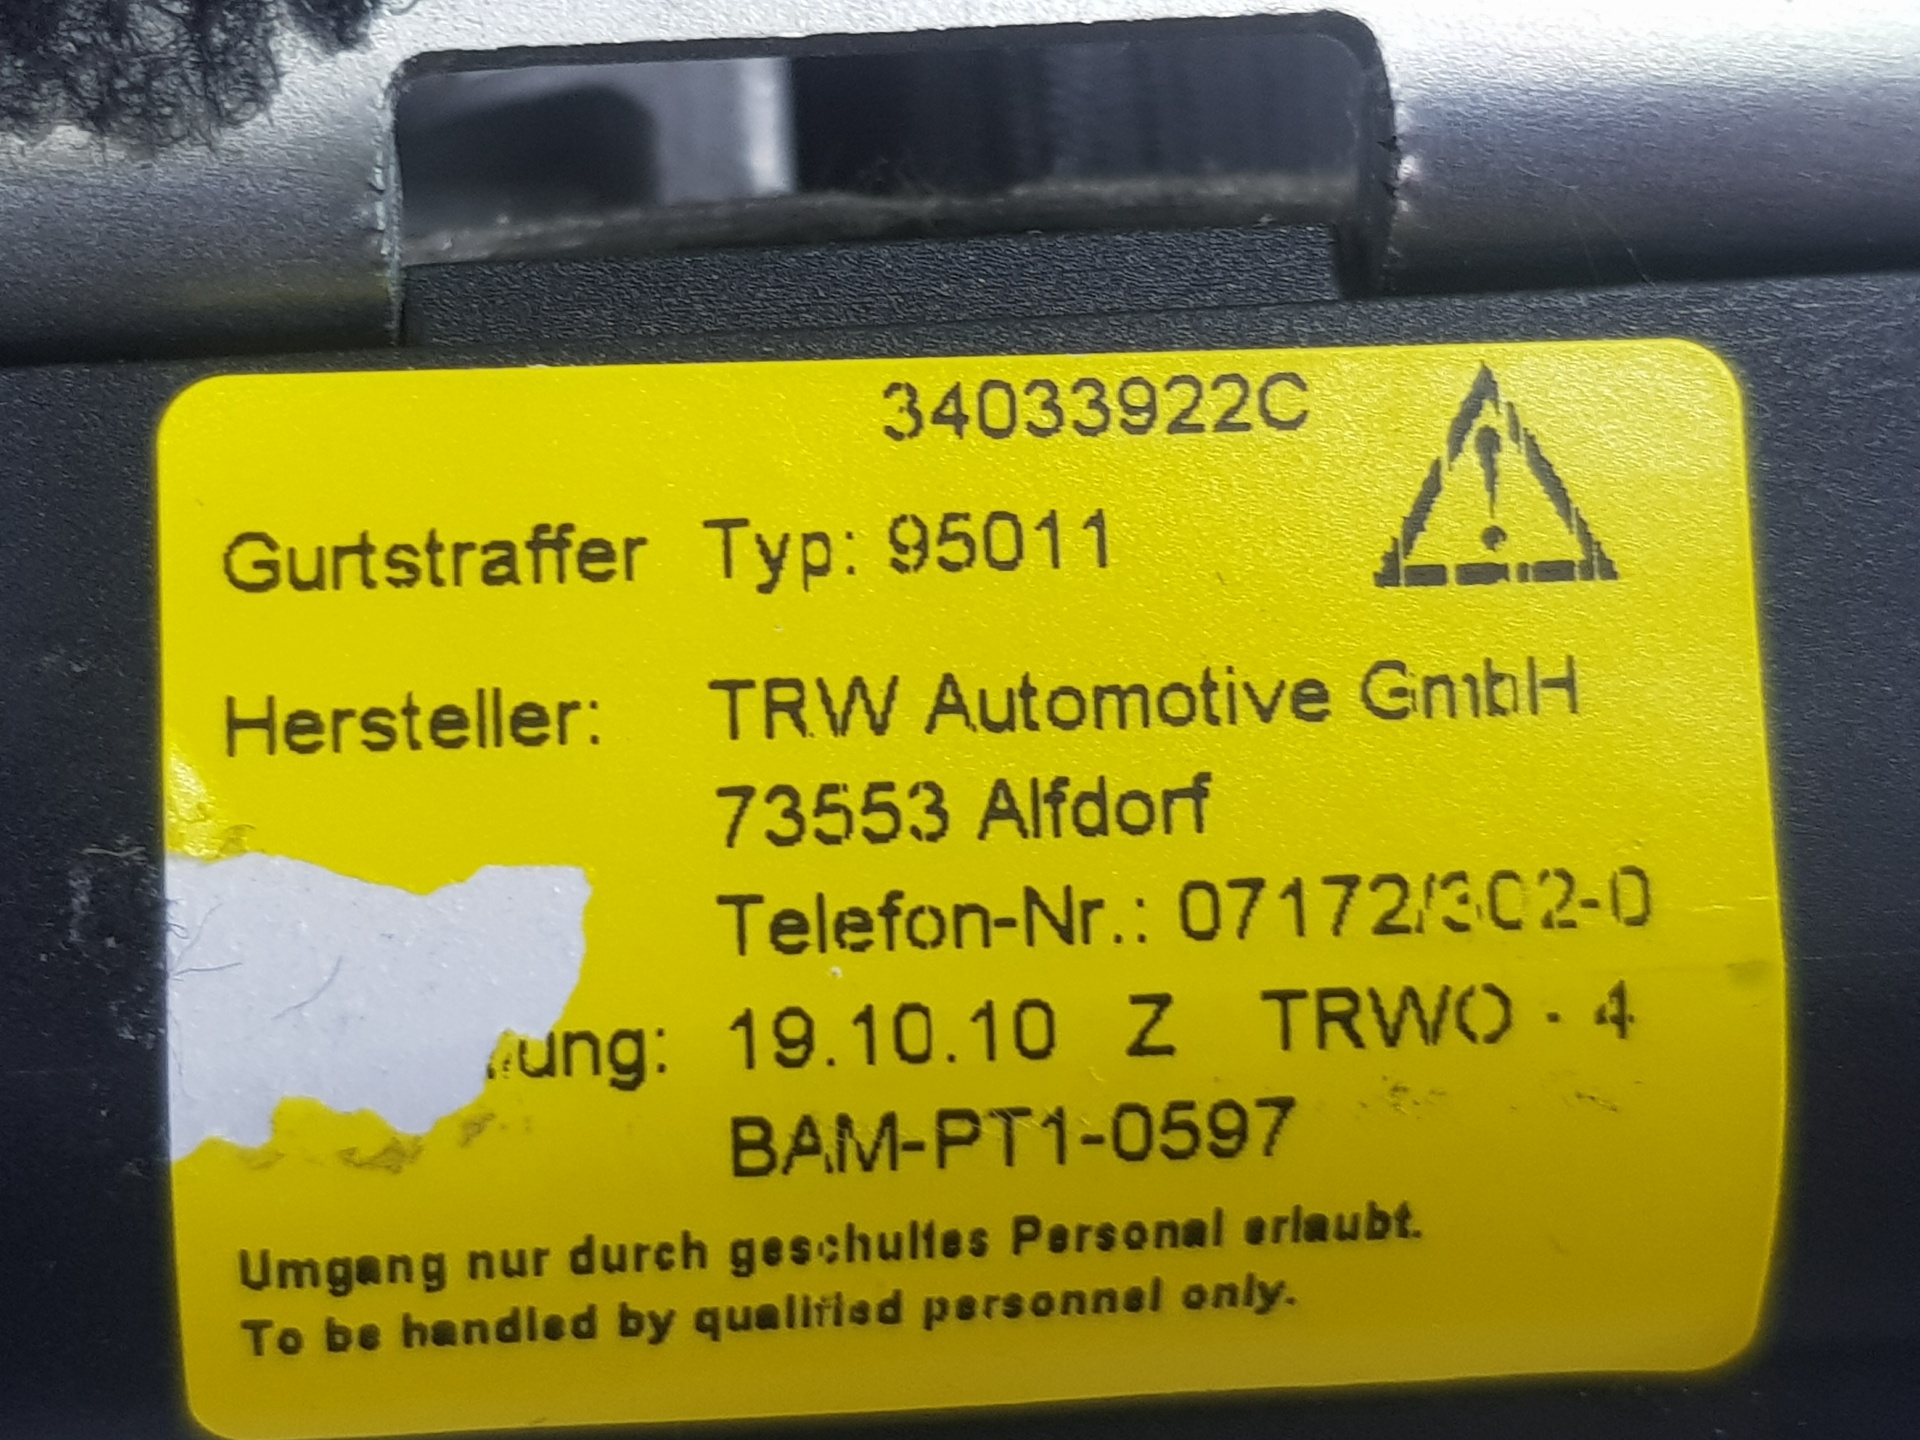 34033922C
Gurtstraffer Typ: 95011
Hersteller: TRW Automotive GmbH
73553 Alfdorf
Telefon-Nr.: 07172/302-0
ung: 19.10.10 Z TRWO - 4
BAM-PT1-0597
Umgang nur durch geschultes Personal erlaubt.
To be handled by qualified personnel only.